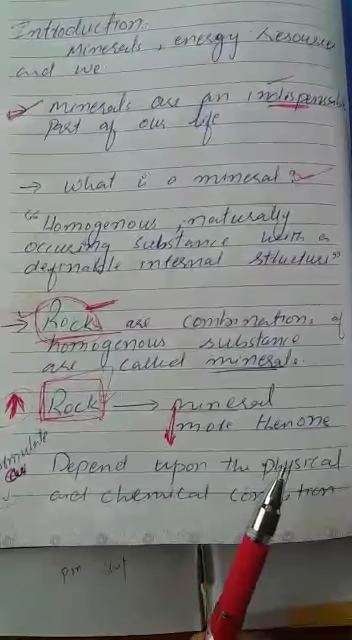 Introduction:
Minerals, energy resource
and we
→ minerals are an indispensable
part of our life
→ what is a mineral?
"Homogenous, naturally
occuring substance with a
definable internal structure"
→ Rock are combination of
homogenous substance
are called minerals.
Rock → mineral
more then one
Depend upon the physical
and chemical condition